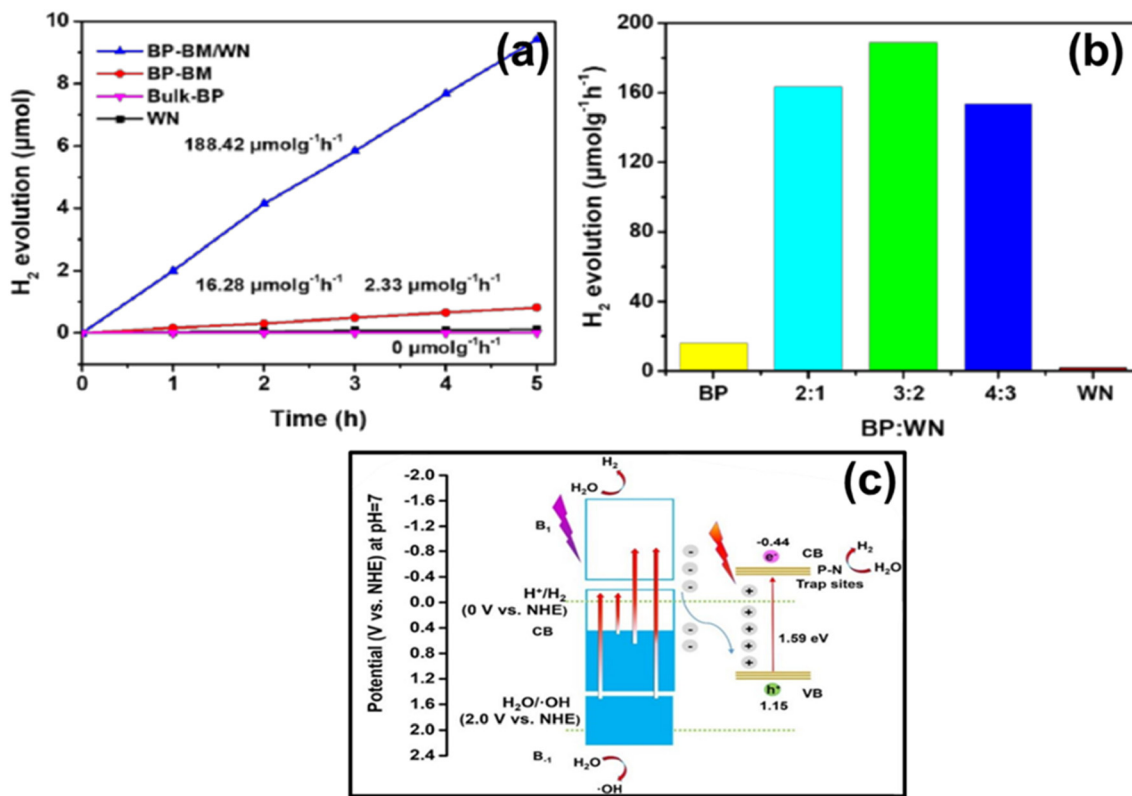 (a)
H₂ evolution (μmol)
10
8
6
4
2
0
BP-BM/WN
BP-BM
Bulk-BP
WN
188.42 μmolg⁻¹h⁻¹
16.28 μmolg⁻¹h⁻¹ 2.33 μmolg⁻¹h⁻¹
0 μmolg⁻¹h⁻¹
0 1 2 3 4 5
Time (h)
(b)
H₂ evolution (μmolg⁻¹h⁻¹)
200
160
120
80
40
0
BP 2:1 3:2 4:3 WN
BP:WN
(c)
Potential (V vs. NHE) at pH=7
-2.0
-1.6
-1.2
-0.8
-0.4
0.0
0.4
0.8
1.2
1.6
2.0
2.4
H₂
H₂O
B₁
H⁺/H₂
(0 V vs. NHE)
CB
H₂O/·OH
(2.0 V vs. NHE)
B₋₁
H₂O
·OH
-
-
-
-
-
+
+
+
+
+
-0.44
e⁻
CB
P-N
Trap sites
H₂
H₂O
1.59 eV
VB
h⁺
1.15